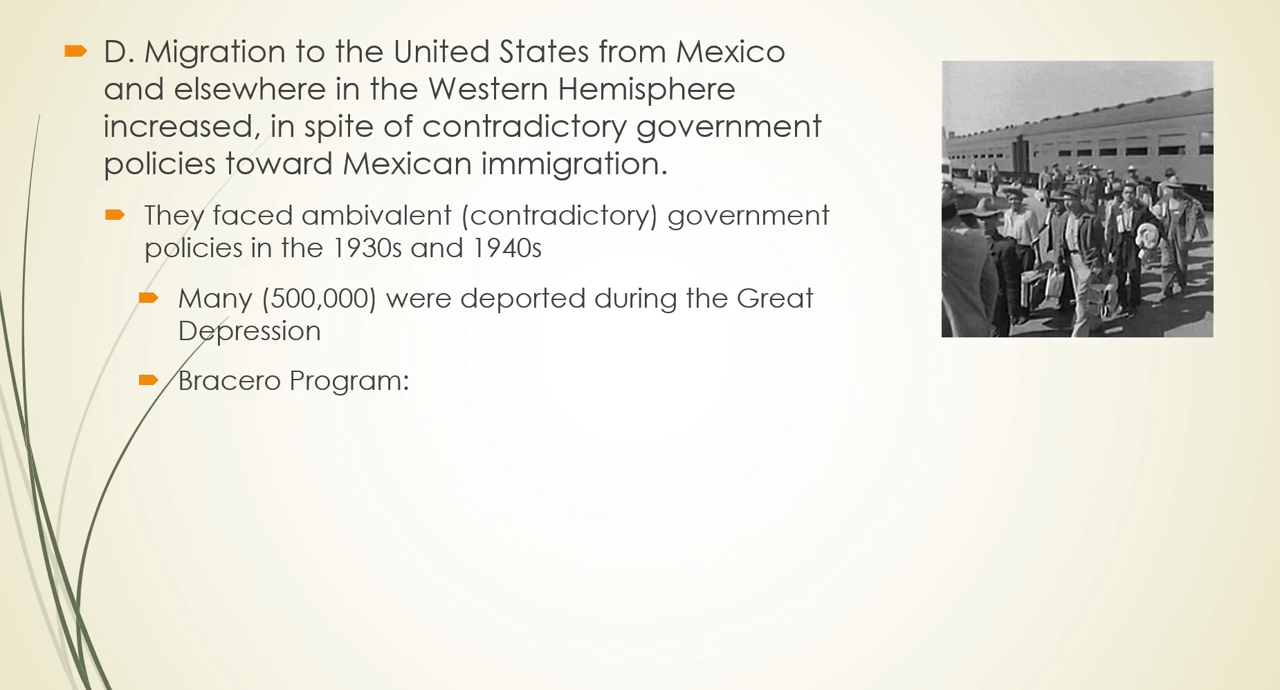 D. Migration to the United States from Mexico
and elsewhere in the Western Hemisphere
increased, in spite of contradictory government
policies toward Mexican immigration.
They faced ambivalent (contradictory) government
policies in the 1930s and 1940s
Many (500,000) were deported during the Great
Depression
Bracero Program: